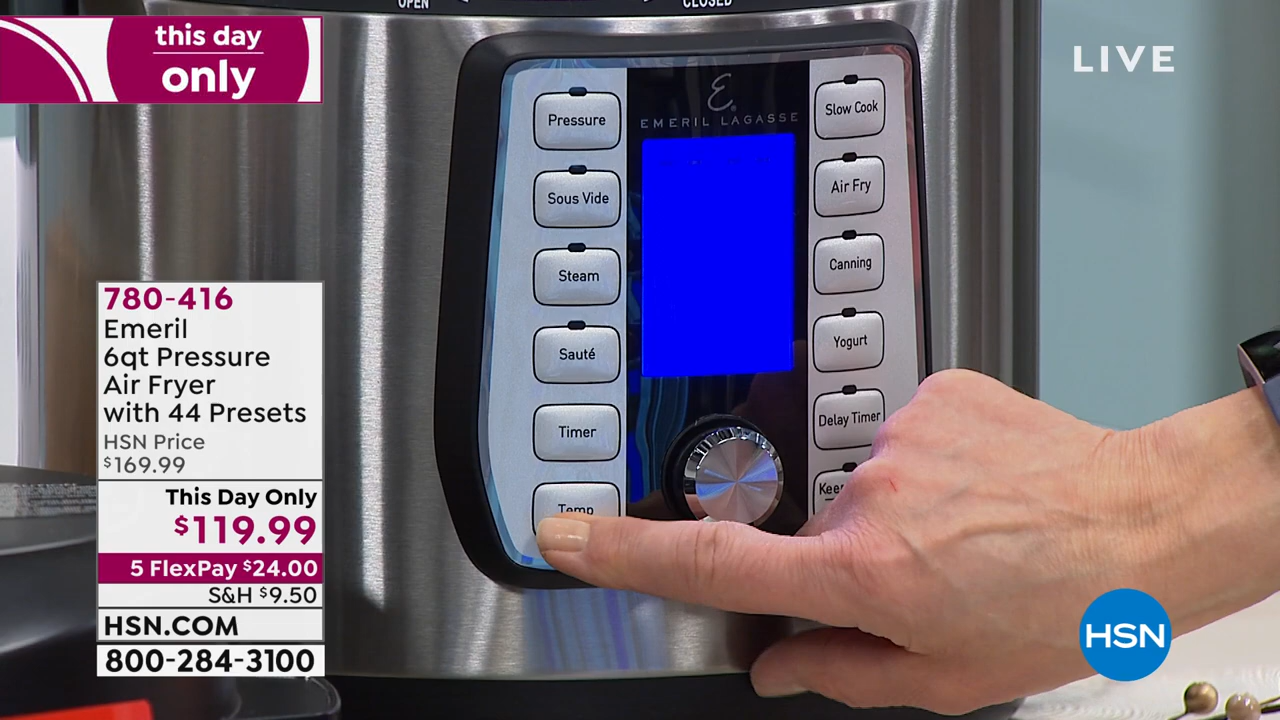 OPEN
CLOSED
this day
only
LIVE
E
EMERIL LAGASSE
Pressure
Sous Vide
Steam
Sauté
Timer
Temp
Slow Cook
Air Fry
Canning
Yogurt
Delay Timer
780-416
Emeril
6qt Pressure
Air Fryer
with 44 Presets
HSN Price
$169.99
This Day Only
$119.99
5 FlexPay $24.00
S&H $9.50
HSN.COM
800-284-3100
HSN